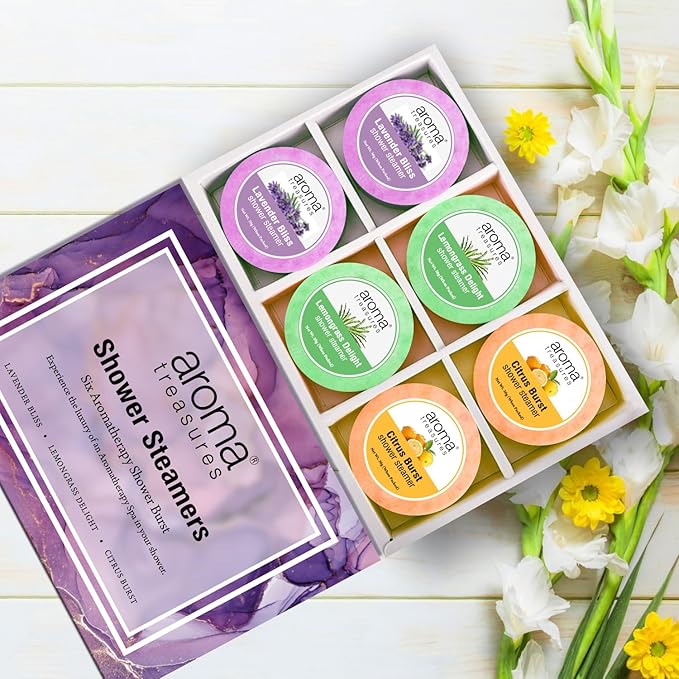 aroma®
treasures
Shower Steamers
Six Aromatherapy Shower Burst
Experience the luxury of an Aromatherapy Spa in your shower.
LAVENDER BLISS • LEMONGRASS DELIGHT • CITRUS BURST
aroma®
treasures
Lavender Bliss
shower steamer
aroma®
treasures
Lavender Bliss
shower steamer
aroma®
treasures
Lemongrass Delight
shower steamer
aroma®
treasures
Lemongrass Delight
shower steamer
aroma®
treasures
Citrus Burst
shower steamer
aroma®
treasures
Citrus Burst
shower steamer